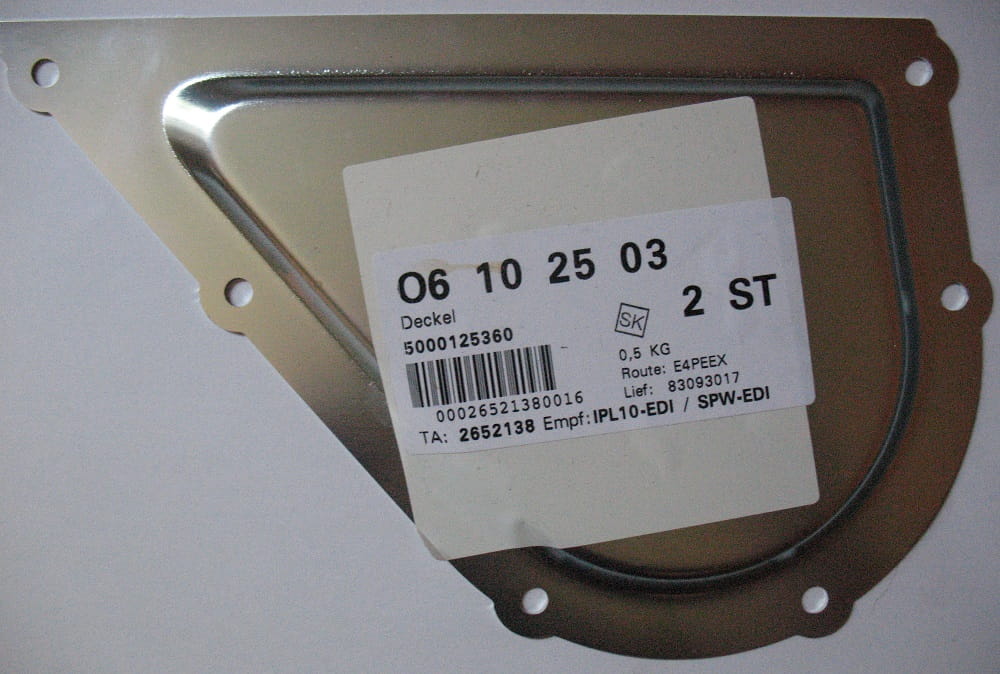 06 10 25 03
Deckel
2 ST
5000125360
SK
0,5 KG
Route: E4PEEX
Lief: 83093017
00026521380016
TA: 2652138 Empf: IPL10-EDI / SPW-EDI